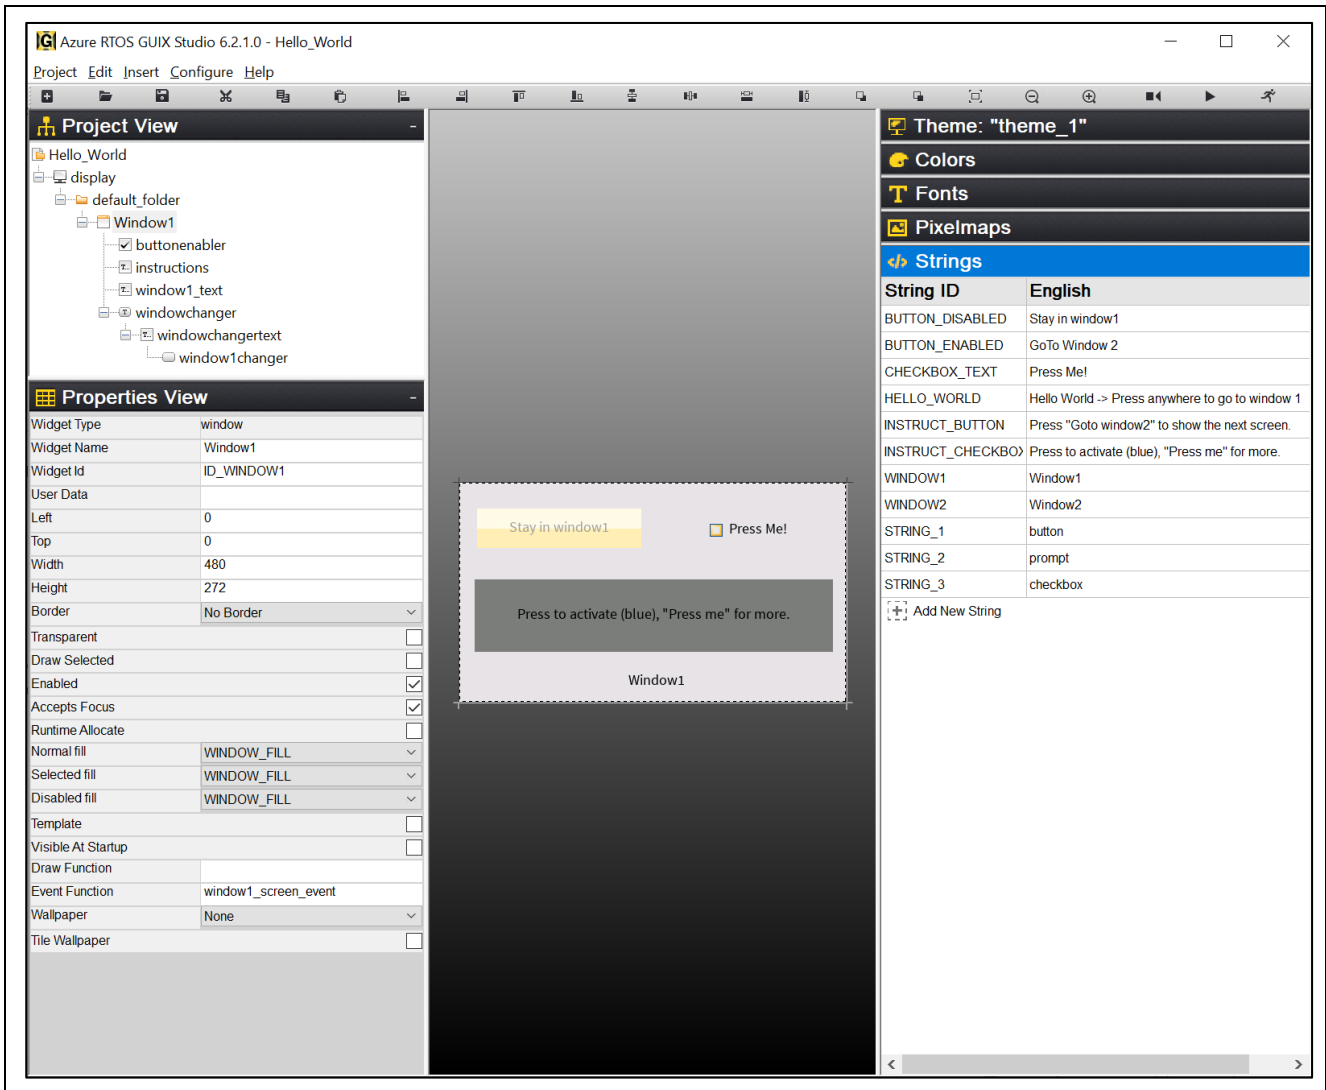 Azure RTOS GUIX Studio 6.2.1.0 - Hello_World
Project Edit Insert Configure Help
Project View
Hello_World
display
default_folder
Window1
buttonenabler
instructions
window1_text
windowchanger
windowchangertext
window1changer
Properties View
Widget Type window
Widget Name Window1
Widget Id ID_WINDOW1
User Data
Left 0
Top 0
Width 480
Height 272
Border No Border
Transparent
Draw Selected
Enabled
Accepts Focus
Runtime Allocate
Normal fill WINDOW_FILL
Selected fill WINDOW_FILL
Disabled fill WINDOW_FILL
Template
Visible At Startup
Draw Function
Event Function window1_screen_event
Wallpaper None
Tile Wallpaper
Stay in window1 Press Me!
Press to activate (blue), "Press me" for more.
Window1
Theme: "theme_1"
Colors
Fonts
Pixelmaps
Strings
String ID English
BUTTON_DISABLED Stay in window1
BUTTON_ENABLED GoTo Window 2
CHECKBOX_TEXT Press Me!
HELLO_WORLD Hello World -> Press anywhere to go to window 1
INSTRUCT_BUTTON Press "Goto window2" to show the next screen.
INSTRUCT_CHECKBOX Press to activate (blue), "Press me" for more.
WINDOW1 Window1
WINDOW2 Window2
STRING_1 button
STRING_2 prompt
STRING_3 checkbox
Add New String